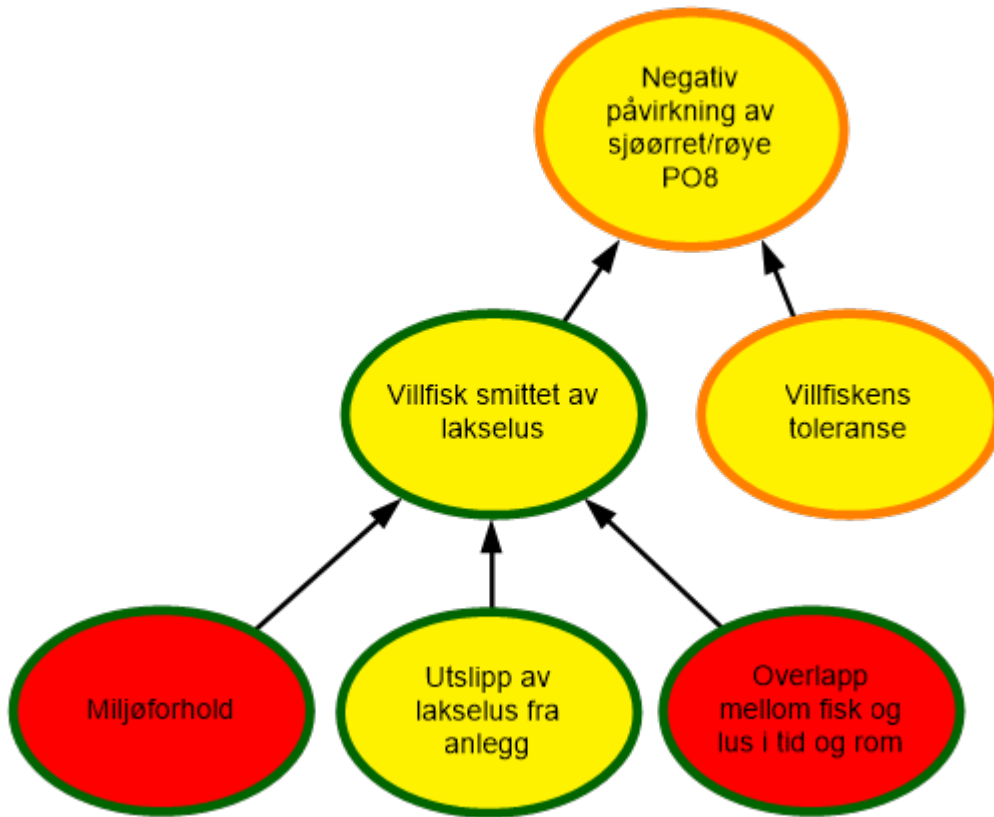 Negativ
påvirkning av
sjøørret/røye
PO8
Villfisk smittet av
lakselus
Villfiskens
toleranse
Miljøforhold
Utslipp av
lakselus fra
anlegg
Overlapp
mellom fisk og
lus i tid og rom